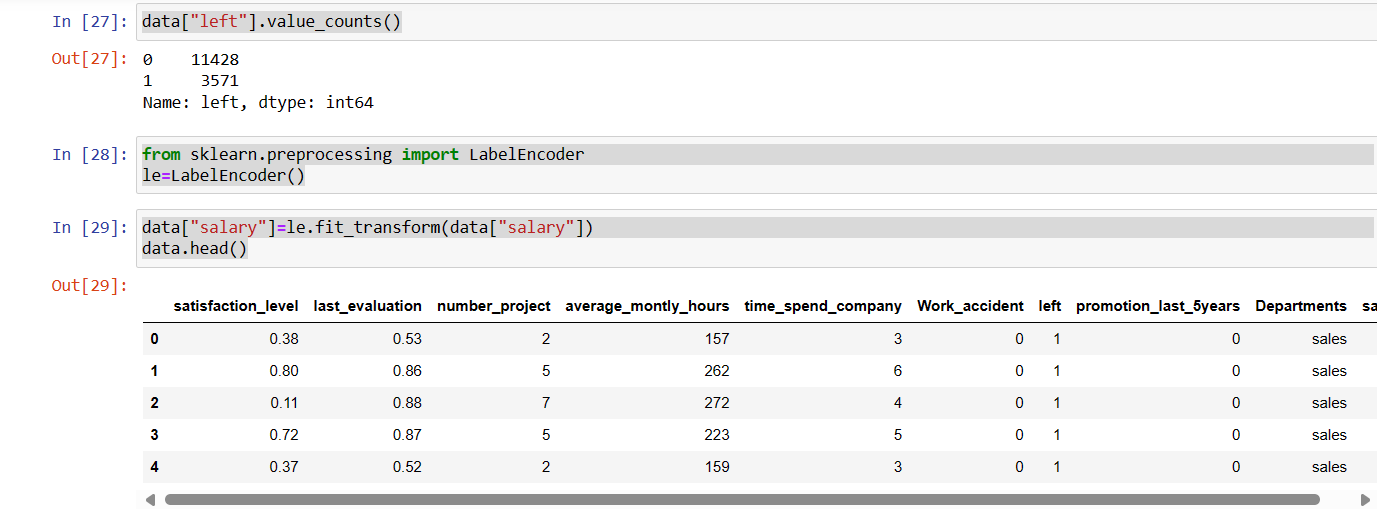 In [27]: data["left"].value_counts()
Out[27]: 0    11428
1     3571
Name: left, dtype: int64
In [28]: from sklearn.preprocessing import LabelEncoder
le=LabelEncoder()
In [29]: data["salary"]=le.fit_transform(data["salary"])
data.head()
Out[29]:
satisfaction_level last_evaluation number_project average_montly_hours time_spend_company Work_accident left promotion_last_5years Departments
0 0.38 0.53 2 157 3 0 1 0 sales
1 0.80 0.86 5 262 6 0 1 0 sales
2 0.11 0.88 7 272 4 0 1 0 sales
3 0.72 0.87 5 223 5 0 1 0 sales
4 0.37 0.52 2 159 3 0 1 0 sales